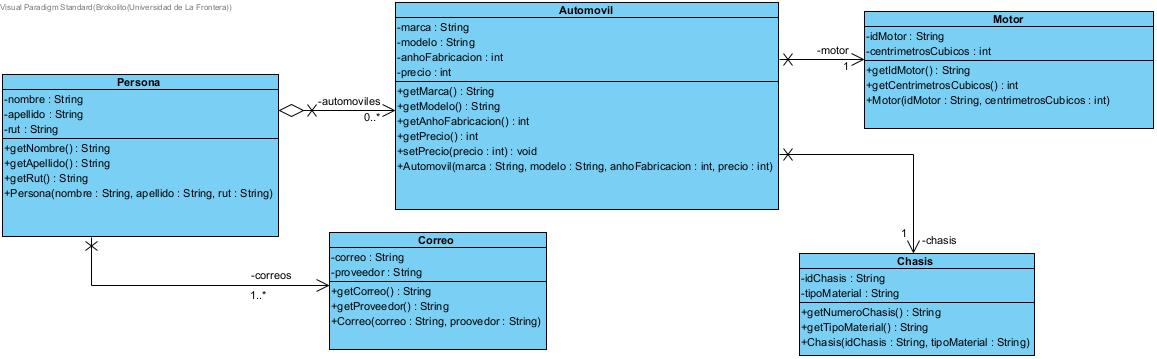 Visual Paradigm Standard(Brokolito(Universidad de La Frontera))
Persona
-nombre : String
-apellido : String
-rut : String
+getNombre() : String
+getApellido() : String
+getRut() : String
+Persona(nombre : String, apellido : String, rut : String)
-automoviles
0..*
Automovil
-marca : String
-modelo : String
-anhoFabricacion : int
-precio : int
+getMarca() : String
+getModelo() : String
+getAnhoFabricacion() : int
+getPrecio() : int
+setPrecio(precio : int) : void
+Automovil(marca : String, modelo : String, anhoFabricacion : int, precio : int)
-motor
1
Motor
-idMotor : String
-centrimetrosCubicos : int
+getIdMotor() : String
+getCentrimetrosCubicos() : int
+Motor(idMotor : String, centrimetrosCubicos : int)
-correos
1..*
Correo
-correo : String
-proveedor : String
+getCorreo() : String
+getProveedor() : String
+Correo(correo : String, proovedor : String)
1
-chasis
Chasis
-idChasis : String
-tipoMaterial : String
+getNumeroChasis() : String
+getTipoMaterial() : String
+Chasis(idChasis : String, tipoMaterial : String)